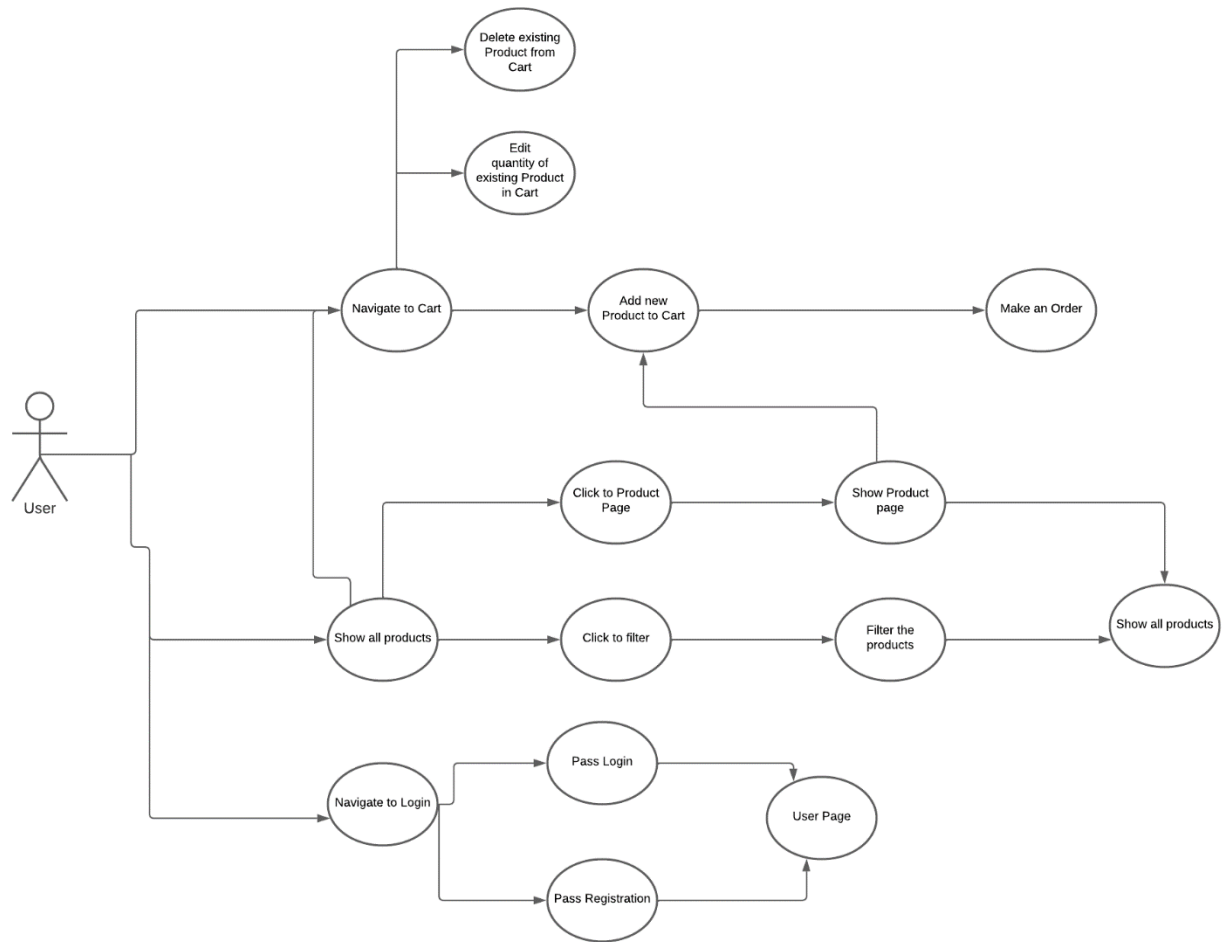 Delete existing
Product from
Cart
Edit
quantity of
existing Product
in Cart
Navigate to Cart
Add new
Product to Cart
Make an Order
User
Click to Product
Page
Show Product
page
Show all products
Click to filter
Filter the
products
Show all products
Navigate to Login
Pass Login
User Page
Pass Registration